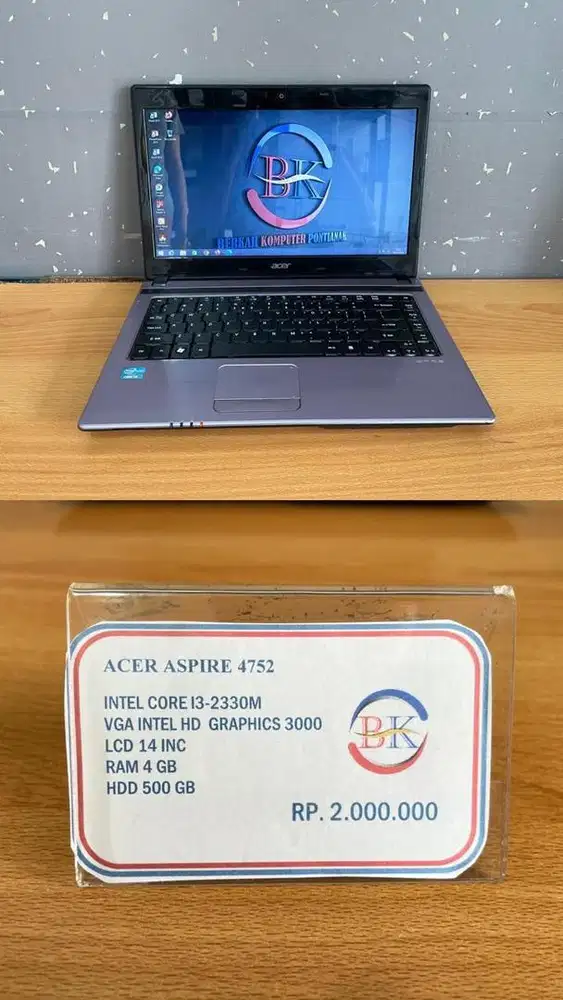 BK
BERKAH KOMPUTER PONTIANAK
acer
ACER ASPIRE 4752
INTEL CORE I3-2330M
VGA INTEL HD GRAPHICS 3000
LCD 14 INC
RAM 4 GB
HDD 500 GB
BK
RP. 2.000.000